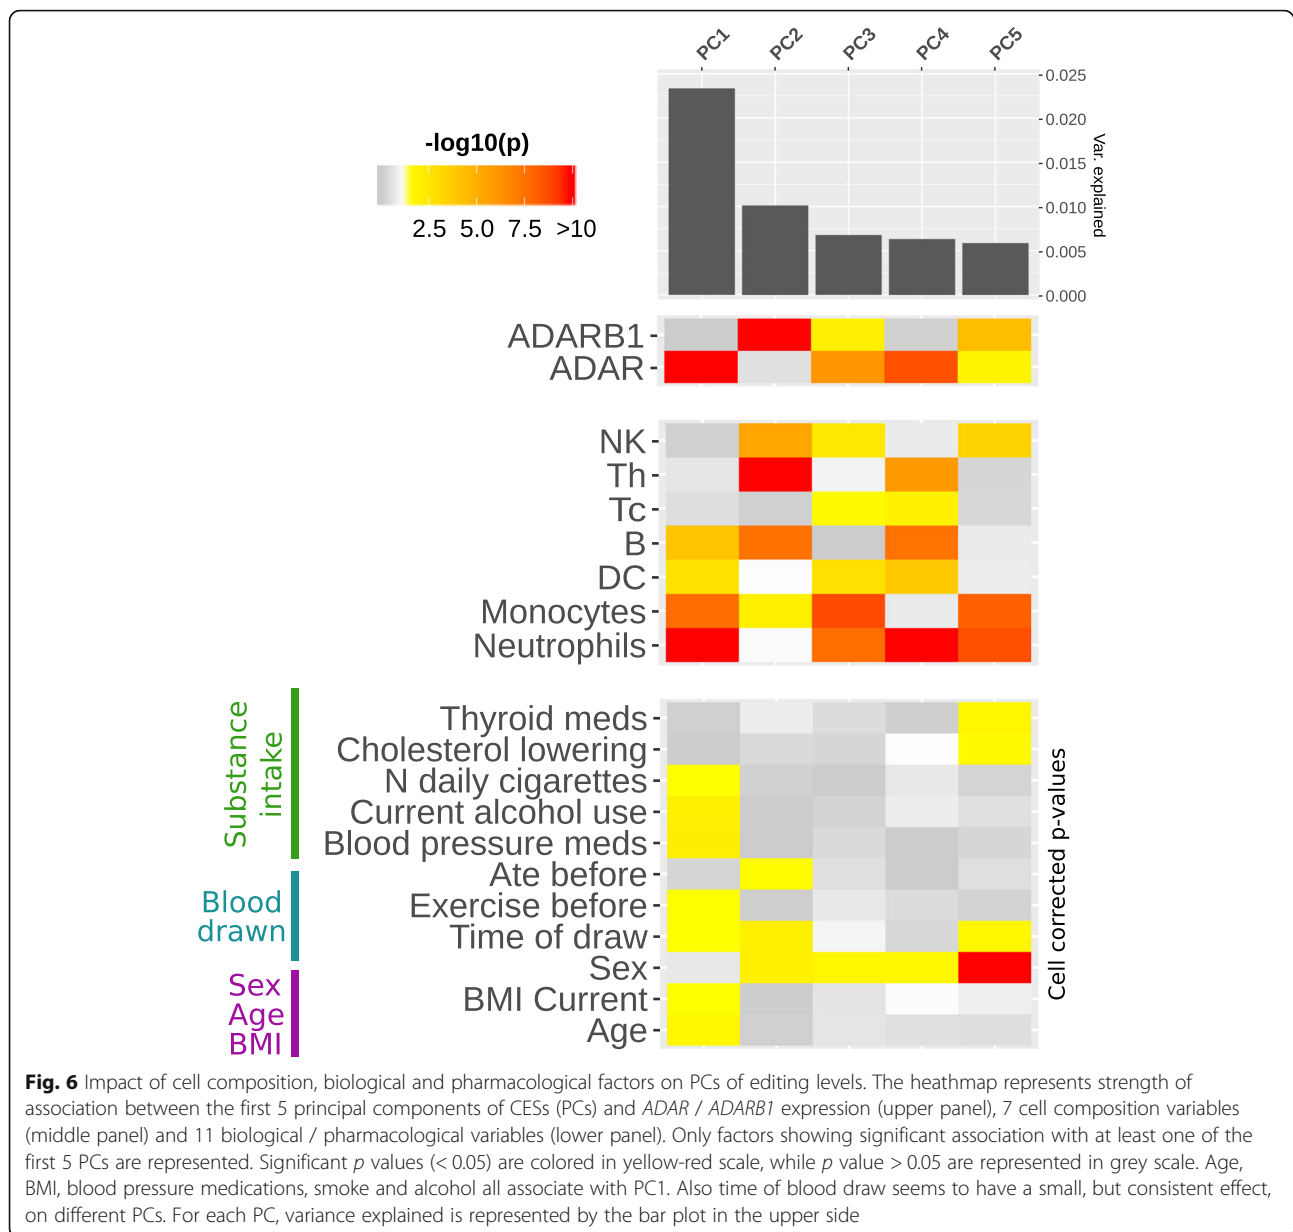 PC1 PC2 PC3 PC4 PC5
0.025
0.020
0.015
0.010
0.005
0.000
Var. explained
-log10(p)
2.5 5.0 7.5 >10
ADARB1
ADAR
NK
Th
Tc
B
DC
Monocytes
Neutrophils
Substance
intake
Thyroid meds
Cholesterol lowering
N daily cigarettes
Current alcohol use
Blood pressure meds
Blood
drawn
Ate before
Exercise before
Time of draw
Sex
Age
BMI
Sex
BMI Current
Age
Cell corrected p-values
Fig. 6 Impact of cell composition, biological and pharmacological factors on PCs of editing levels. The heathmap represents strength of
association between the first 5 principal components of CESs (PCs) and ADAR / ADARB1 expression (upper panel), 7 cell composition variables
(middle panel) and 11 biological / pharmacological variables (lower panel). Only factors showing significant association with at least one of the
first 5 PCs are represented. Significant p values (< 0.05) are colored in yellow-red scale, while p value > 0.05 are represented in grey scale. Age,
BMI, blood pressure medications, smoke and alcohol all associate with PC1. Also time of blood draw seems to have a small, but consistent effect,
on different PCs. For each PC, variance explained is represented by the bar plot in the upper side